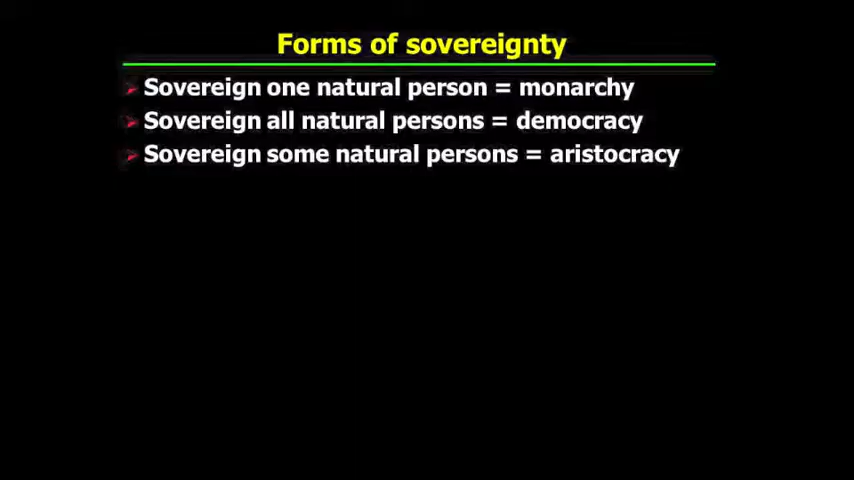 Forms of sovereignty
Sovereign one natural person = monarchy
Sovereign all natural persons = democracy
Sovereign some natural persons = aristocracy